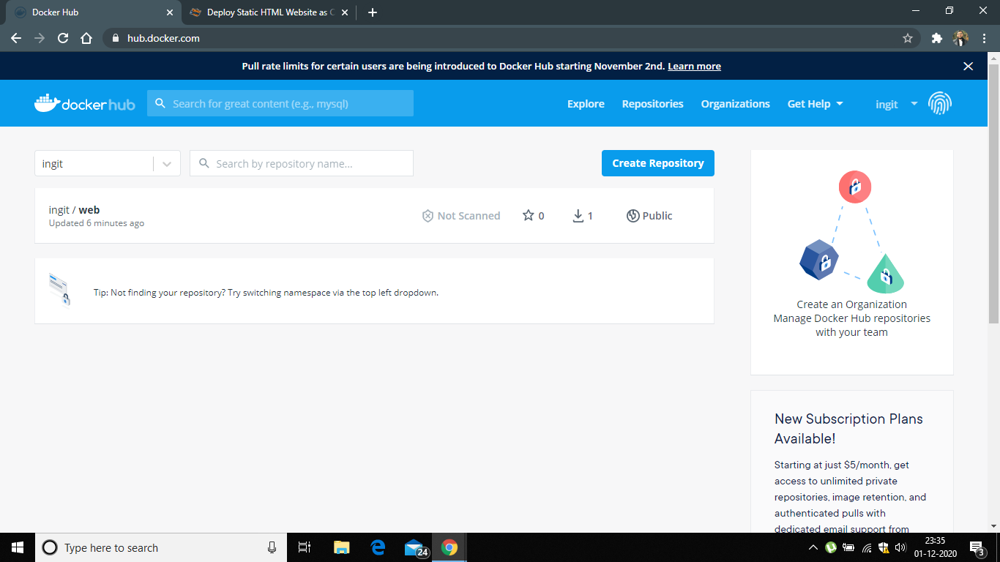 Docker Hub
Deploy Static HTML Website as C
hub.docker.com
Pull rate limits for certain users are being introduced to Docker Hub starting November 2nd. Learn more
docker hub
Search for great content (e.g., mysql)
Explore
Repositories
Organizations
Get Help
ingit
ingit
Search by repository name...
Create Repository
ingit / web
Updated 6 minutes ago
Not Scanned
0
1
Public
Tip: Not finding your repository? Try switching namespace via the top left dropdown.
Create an Organization
Manage Docker Hub repositories
with your team
New Subscription Plans
Available!
Starting at just $5/month, get
access to unlimited private
repositories, image retention, and
authenticated pulls with
dedicated email support from
Type here to search
24
23:35
01-12-2020
3